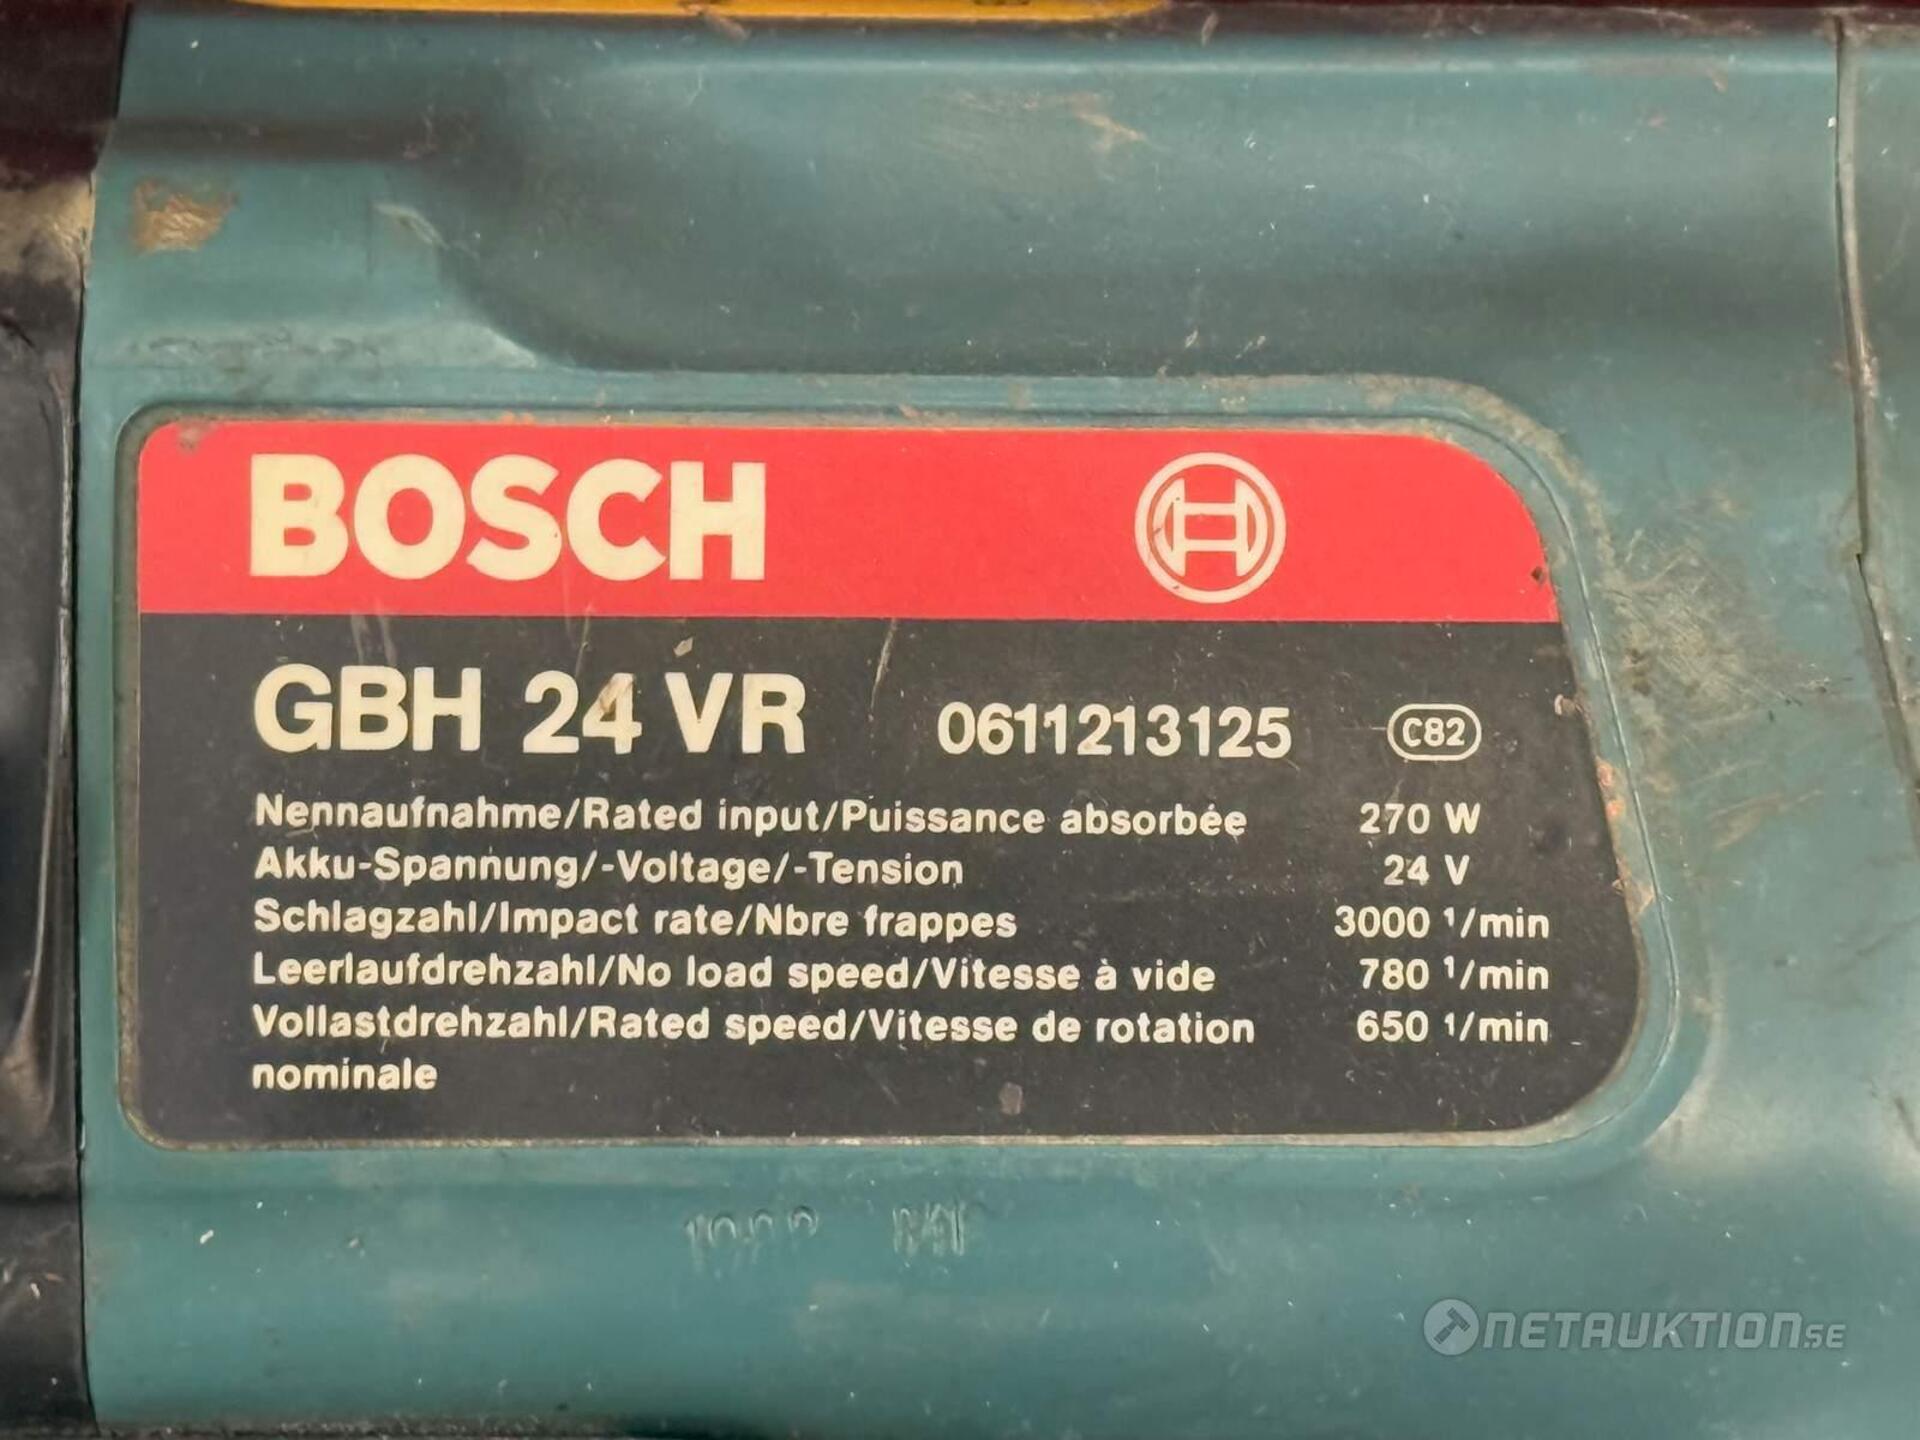 BOSCH
GBH 24 VR 0611213125 C82
Nennaufnahme/Rated input/Puissance absorbée 270 W
Akku-Spannung/-Voltage/-Tension 24 V
Schlagzahl/Impact rate/Nbre frappes 3000 1/min
Leerlaufdrehzahl/No load speed/Vitesse à vide 780 1/min
Vollastdrehzahl/Rated speed/Vitesse de rotation 650 1/min
nominale
NETAUKTION.SE